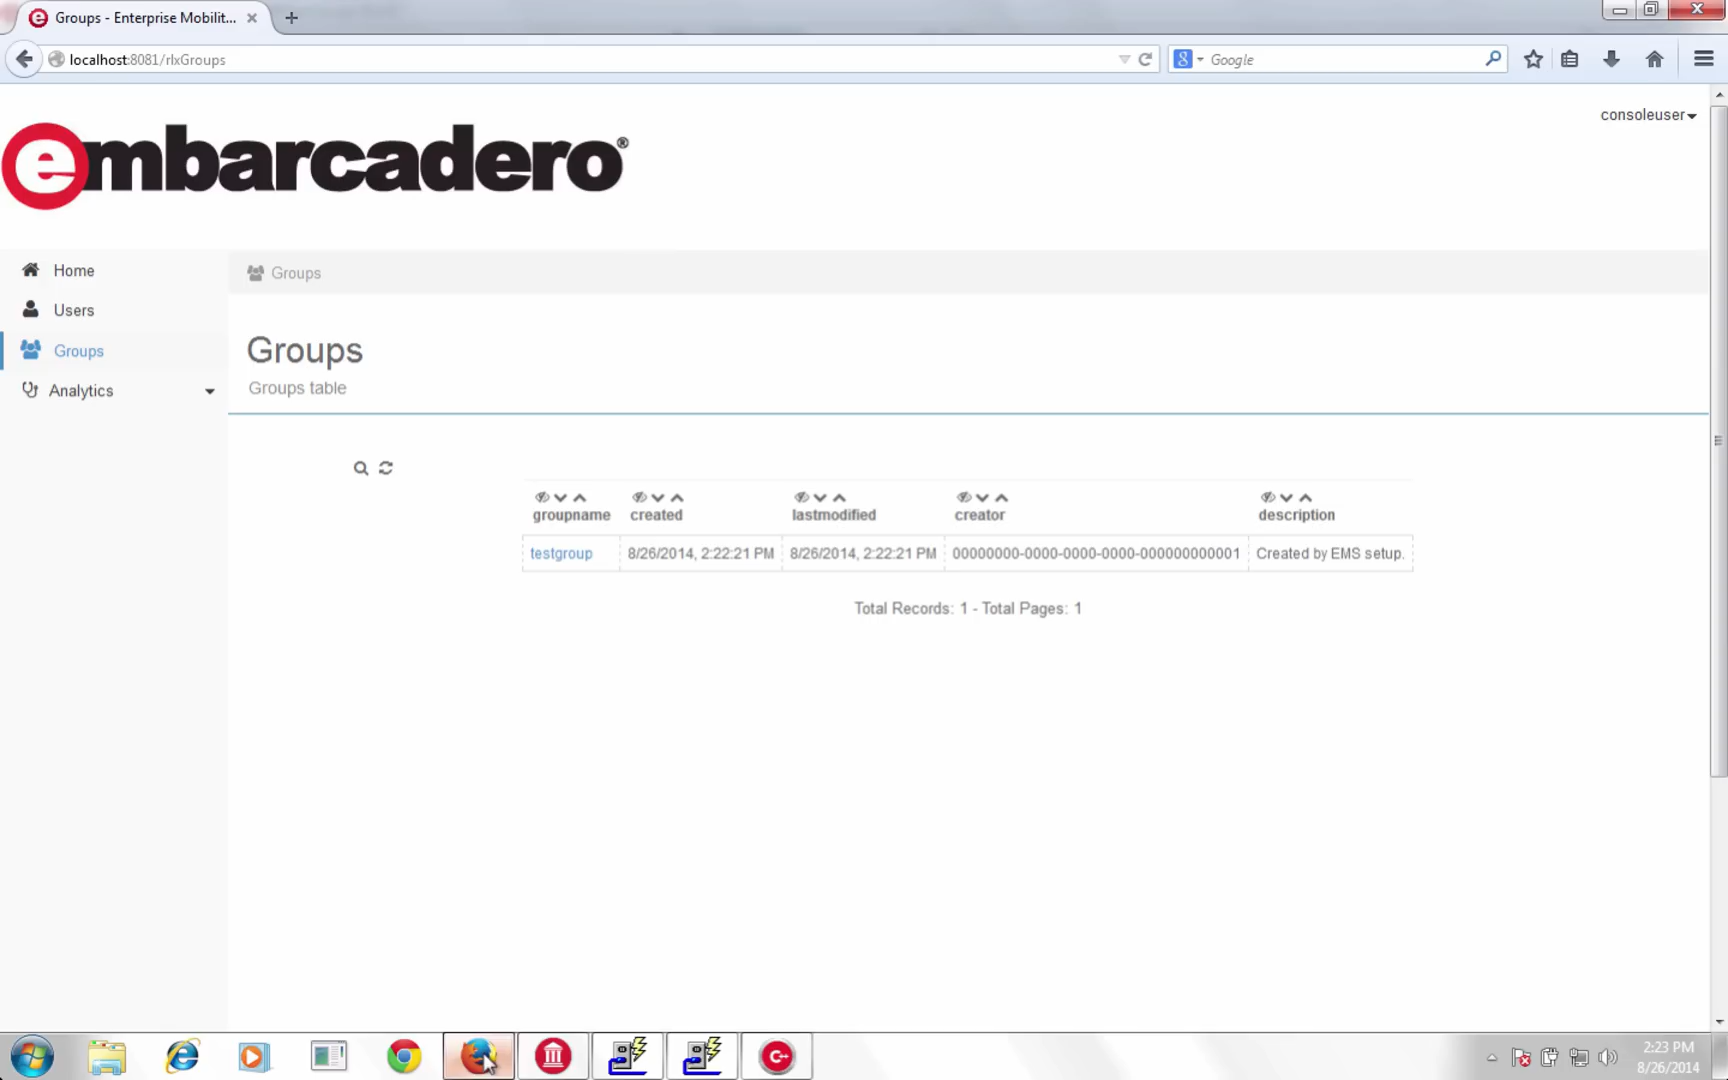 Groups - Enterprise Mobilit...
localhost:8081/rlxGroups
Google
consoleuser
embarcadero®
Home
Users
Groups
Analytics
Groups
Groups
Groups table
groupname created lastmodified creator description
testgroup 8/26/2014, 2:22:21 PM 8/26/2014, 2:22:21 PM 00000000-0000-0000-0000-000000000001 Created by EMS setup.
Total Records: 1 - Total Pages: 1
2:23 PM
8/26/2014